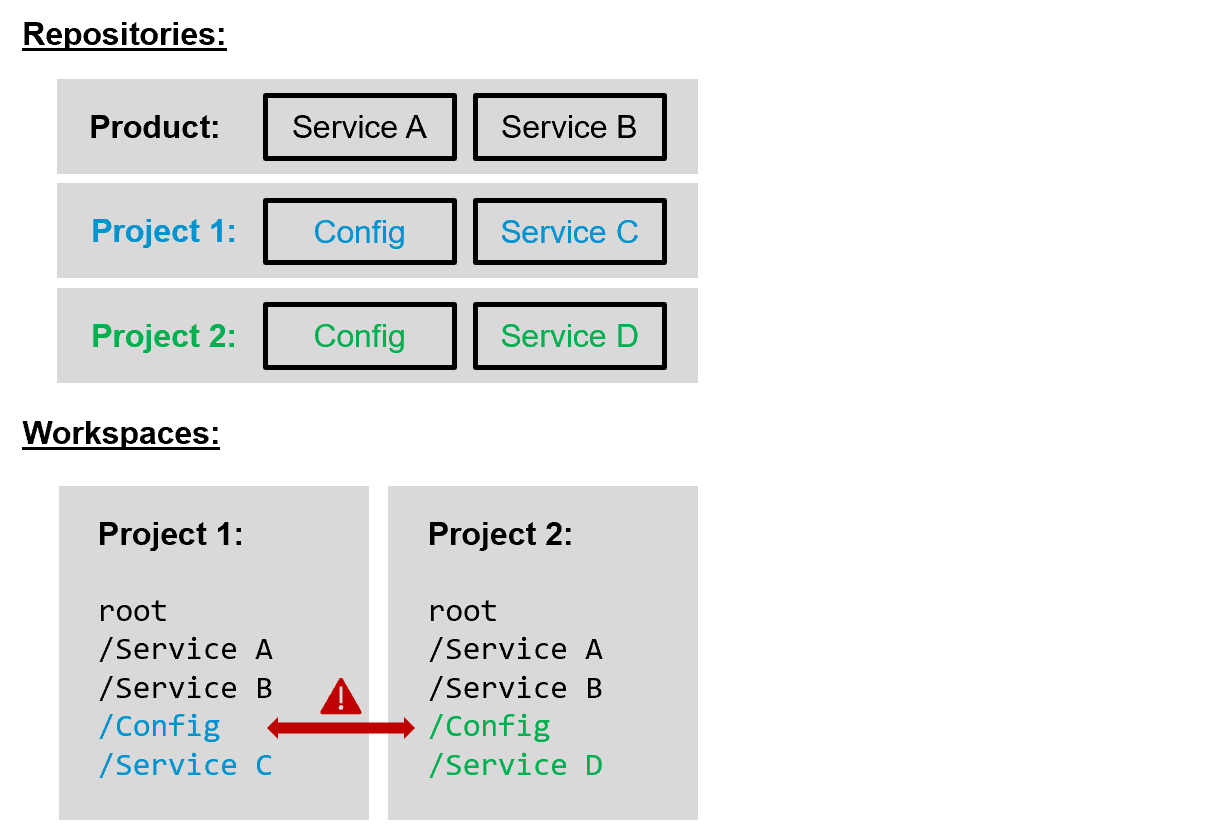 Repositories:
Product: Service A Service B
Project 1: Config Service C
Project 2: Config Service D
Workspaces:
Project 1:
root
/Service A
/Service B
/Config
/Service C
!
Project 2:
root
/Service A
/Service B
/Config
/Service D